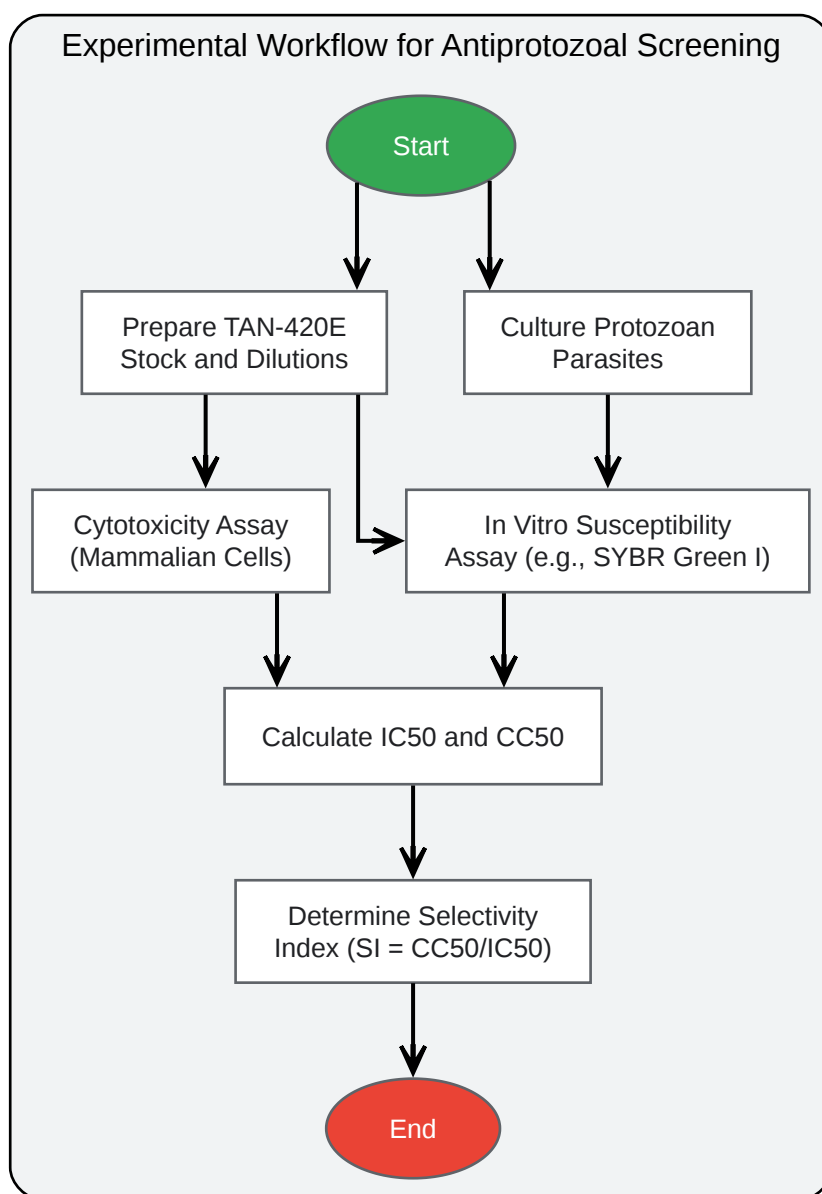 Experimental Workflow for Antiprotozoal Screening
Start
Prepare TAN-420E
Stock and Dilutions
Culture Protozoan
Parasites
Cytotoxicity Assay
(Mammalian Cells)
In Vitro Susceptibility
Assay (e.g., SYBR Green I)
Calculate IC50 and CC50
Determine Selectivity
Index (SI = CC50/IC50)
End